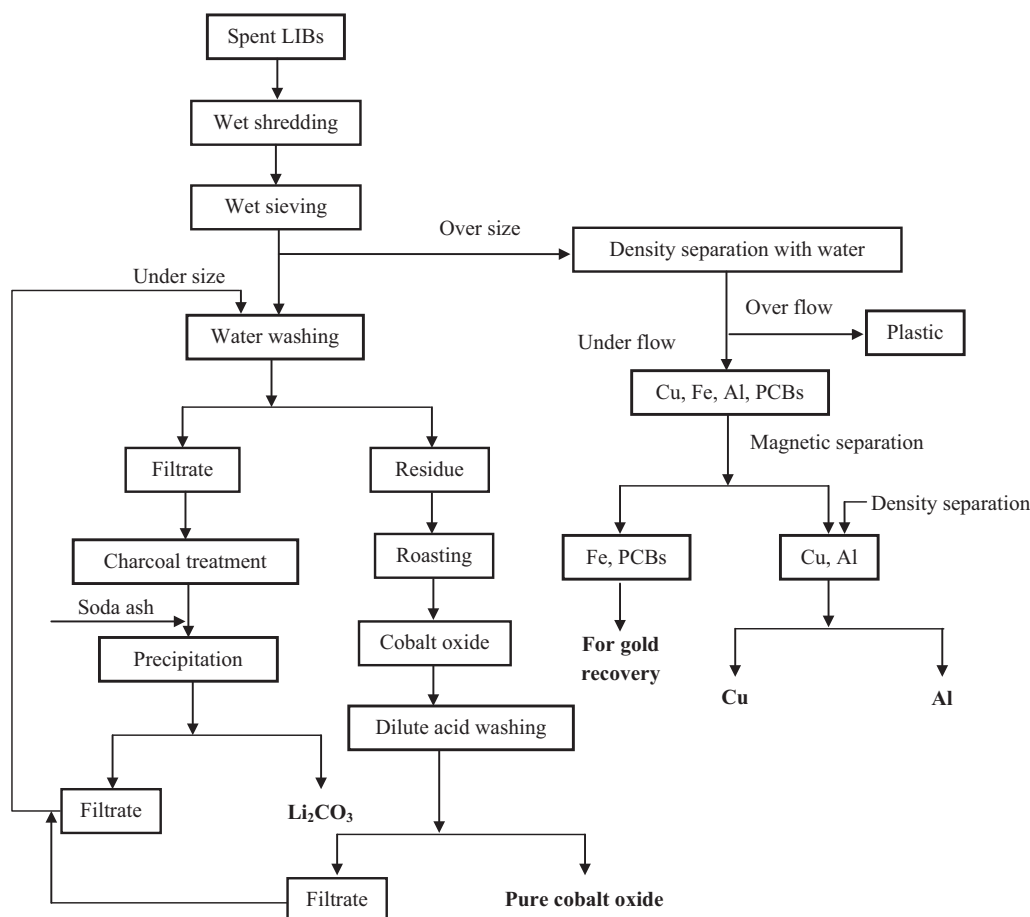 Spent LIBs
Wet shredding
Wet sieving
Over size
Density separation with water
Under size
Over flow
Water washing
Plastic
Under flow
Cu, Fe, Al, PCBs
Magnetic separation
Filtrate
Residue
Density separation
Charcoal treatment
Roasting
Fe, PCBs
Cu, Al
Soda ash
Precipitation
Cobalt oxide
For gold
recovery
Cu
Al
Dilute acid washing
Filtrate
Li₂CO₃
Filtrate
Pure cobalt oxide